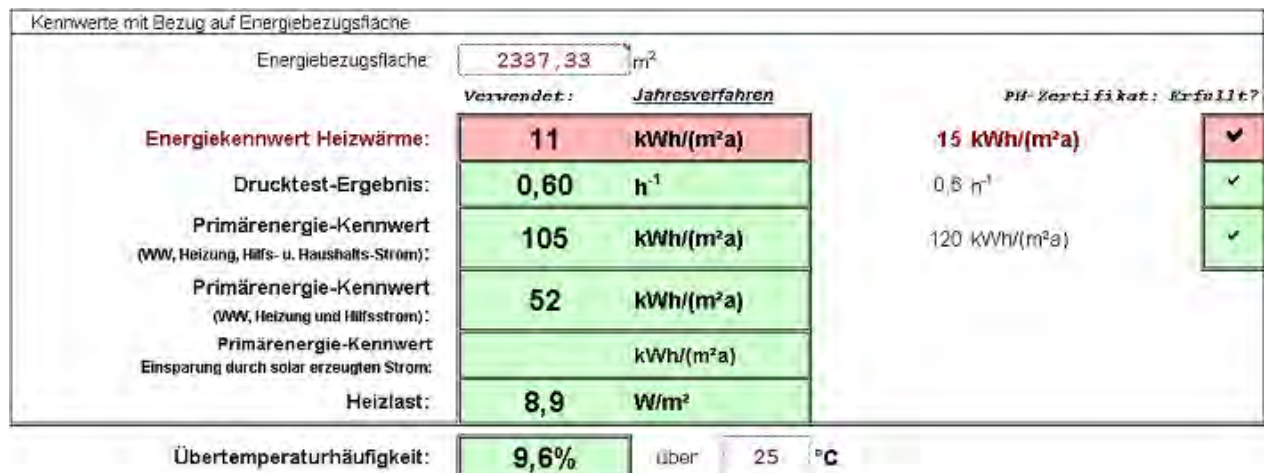 Kennwerte mit Bezug auf Energiebezugsfläche
Energiebezugsfläche: 2337,33 m²
Verwendet: Jahresverfahren PH-Zertifikat: Erfüllt?
Energiekennwert Heizwärme: 11 kWh/(m²a) 15 kWh/(m²a) ✔
Drucktest-Ergebnis: 0,60 h⁻¹ 0,6 h⁻¹ ✔
Primärenergie-Kennwert
(WW, Heizung, Hilfs- u. Haushalts-Strom): 105 kWh/(m²a) 120 kWh/(m²a) ✔
Primärenergie-Kennwert
(WW, Heizung und Hilfsstrom): 52 kWh/(m²a)
Primärenergie-Kennwert
Einsparung durch solar erzeugten Strom: kWh/(m²a)
Heizlast: 8,9 W/m²
Übertemperaturhäufigkeit: 9,6% über 25 °C